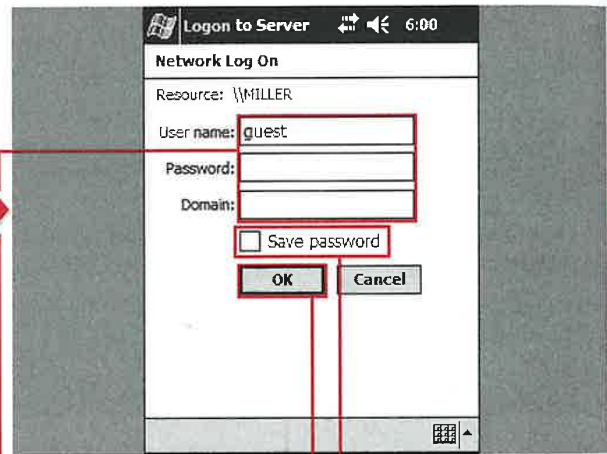 Logon to Server 6:00
Network Log On
Resource: \\MILLER
User name: guest
Password:
Domain:
Save password
OK Cancel